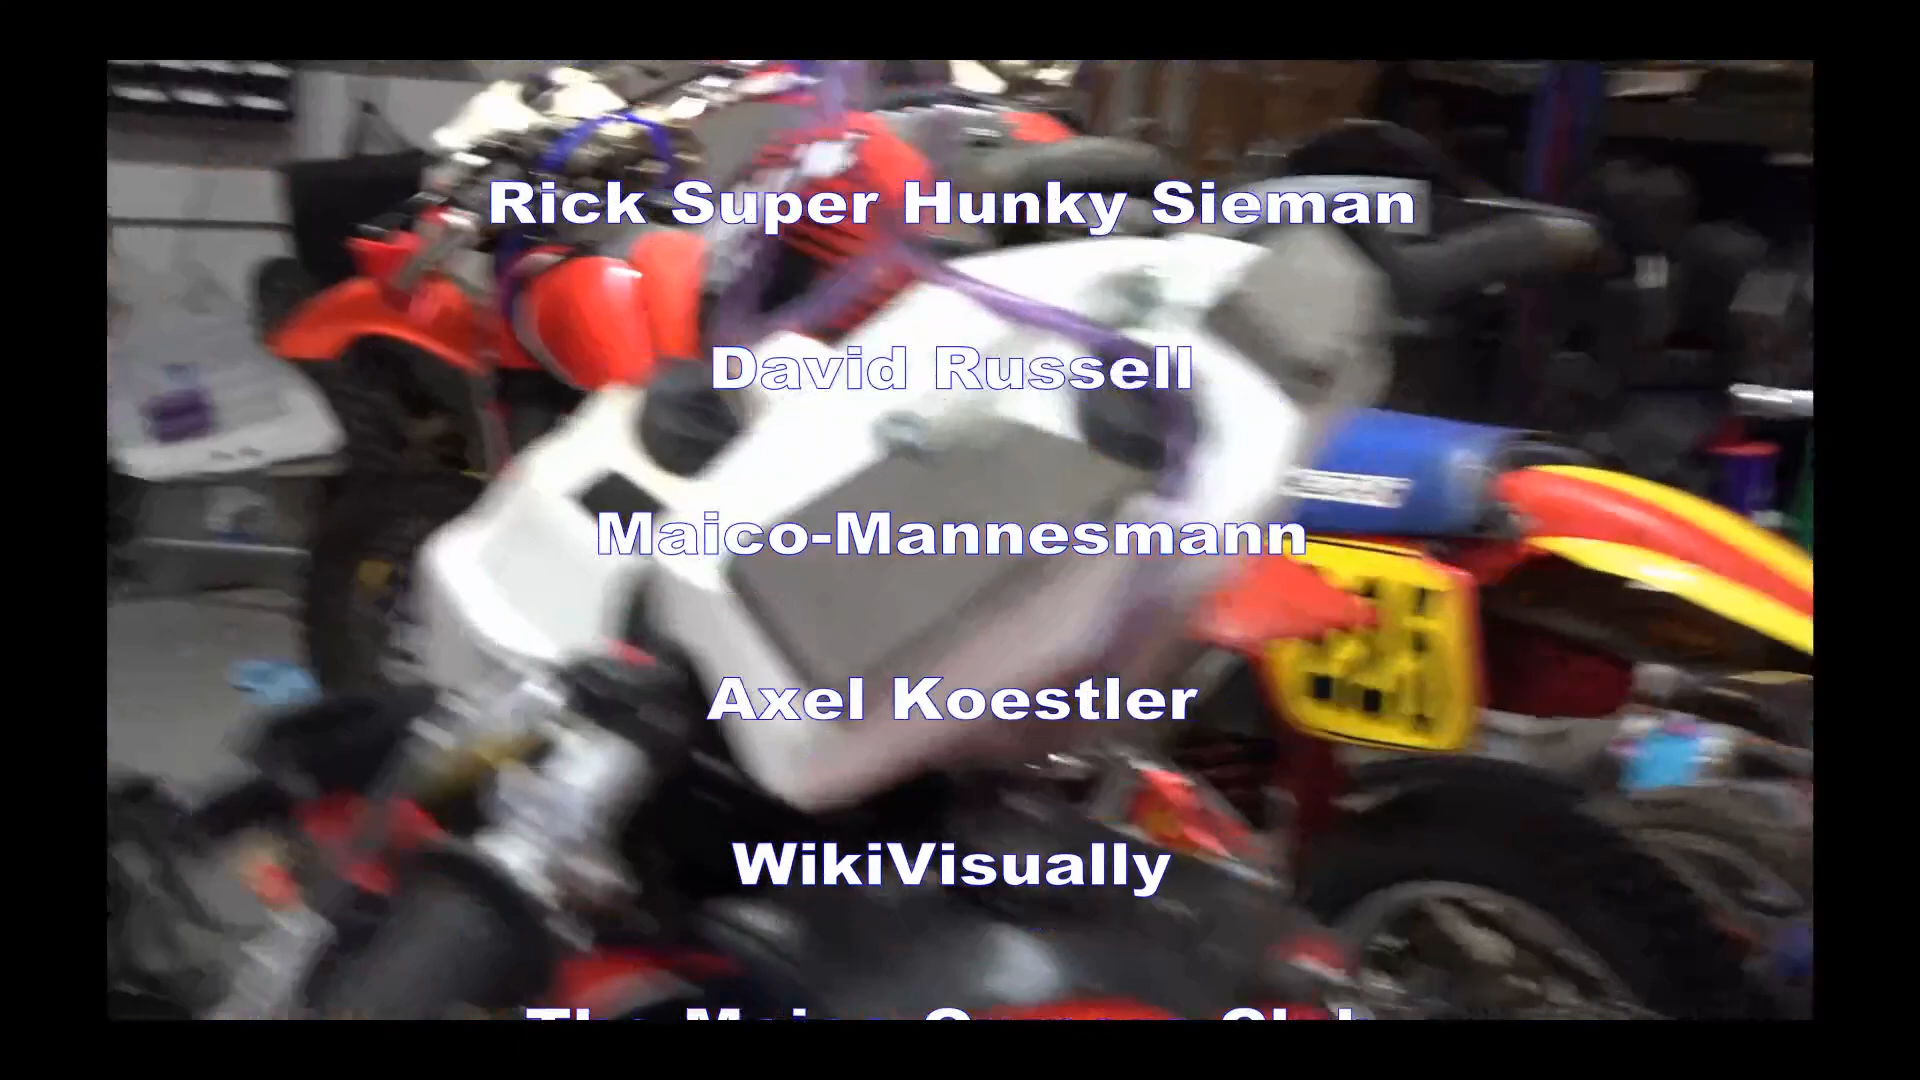 Rick Super Hunky Sieman
David Russell
Maico-Mannesmann
Axel Koestler
WikiVisually